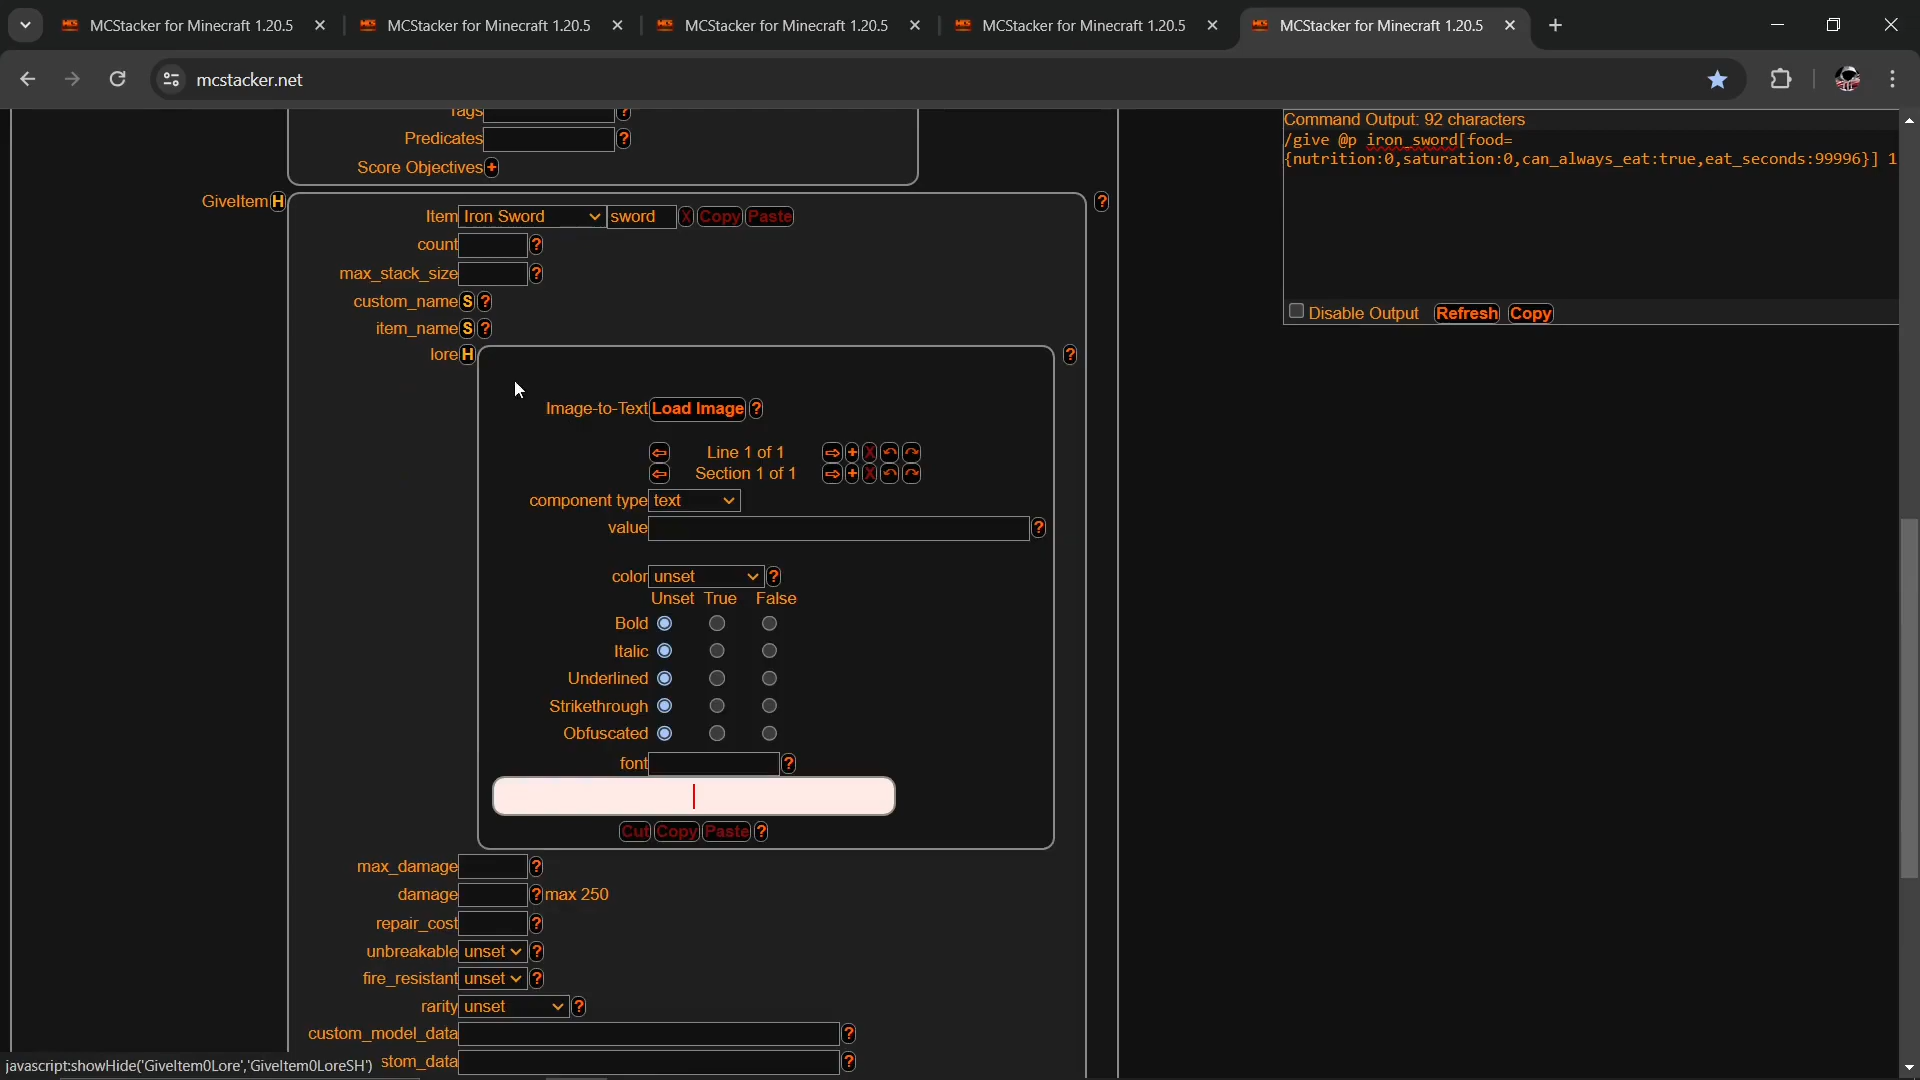 MCStacker for Minecraft 1.20.5
MCStacker for Minecraft 1.20.5
MCStacker for Minecraft 1.20.5
MCStacker for Minecraft 1.20.5
MCStacker for Minecraft 1.20.5
mcstacker.net
Tags ?
Predicates ?
Score Objectives +
GiveItem H ?
Item Iron Sword sword X Copy Paste
count ?
max_stack_size ?
custom_name S ?
item_name S ?
lore H ?
Image-to-Text Load Image ?
Line 1 of 1 + X
Section 1 of 1 + X
component type text
value ?
color unset ?
Unset True False
Bold
Italic
Underlined
Strikethrough
Obfuscated
font ?
Cut Copy Paste ?
max_damage ?
damage ? max 250
repair_cost ?
unbreakable unset ?
fire_resistant unset ?
rarity unset ?
custom_model_data ?
stom_data ?
javascript:showHide('GiveItem0Lore','GiveItem0LoreSH')
Command Output: 92 characters
/give @p iron_sword[food=
{nutrition:0,saturation:0,can_always_eat:true,eat_seconds:99996}] 1
Disable Output Refresh Copy